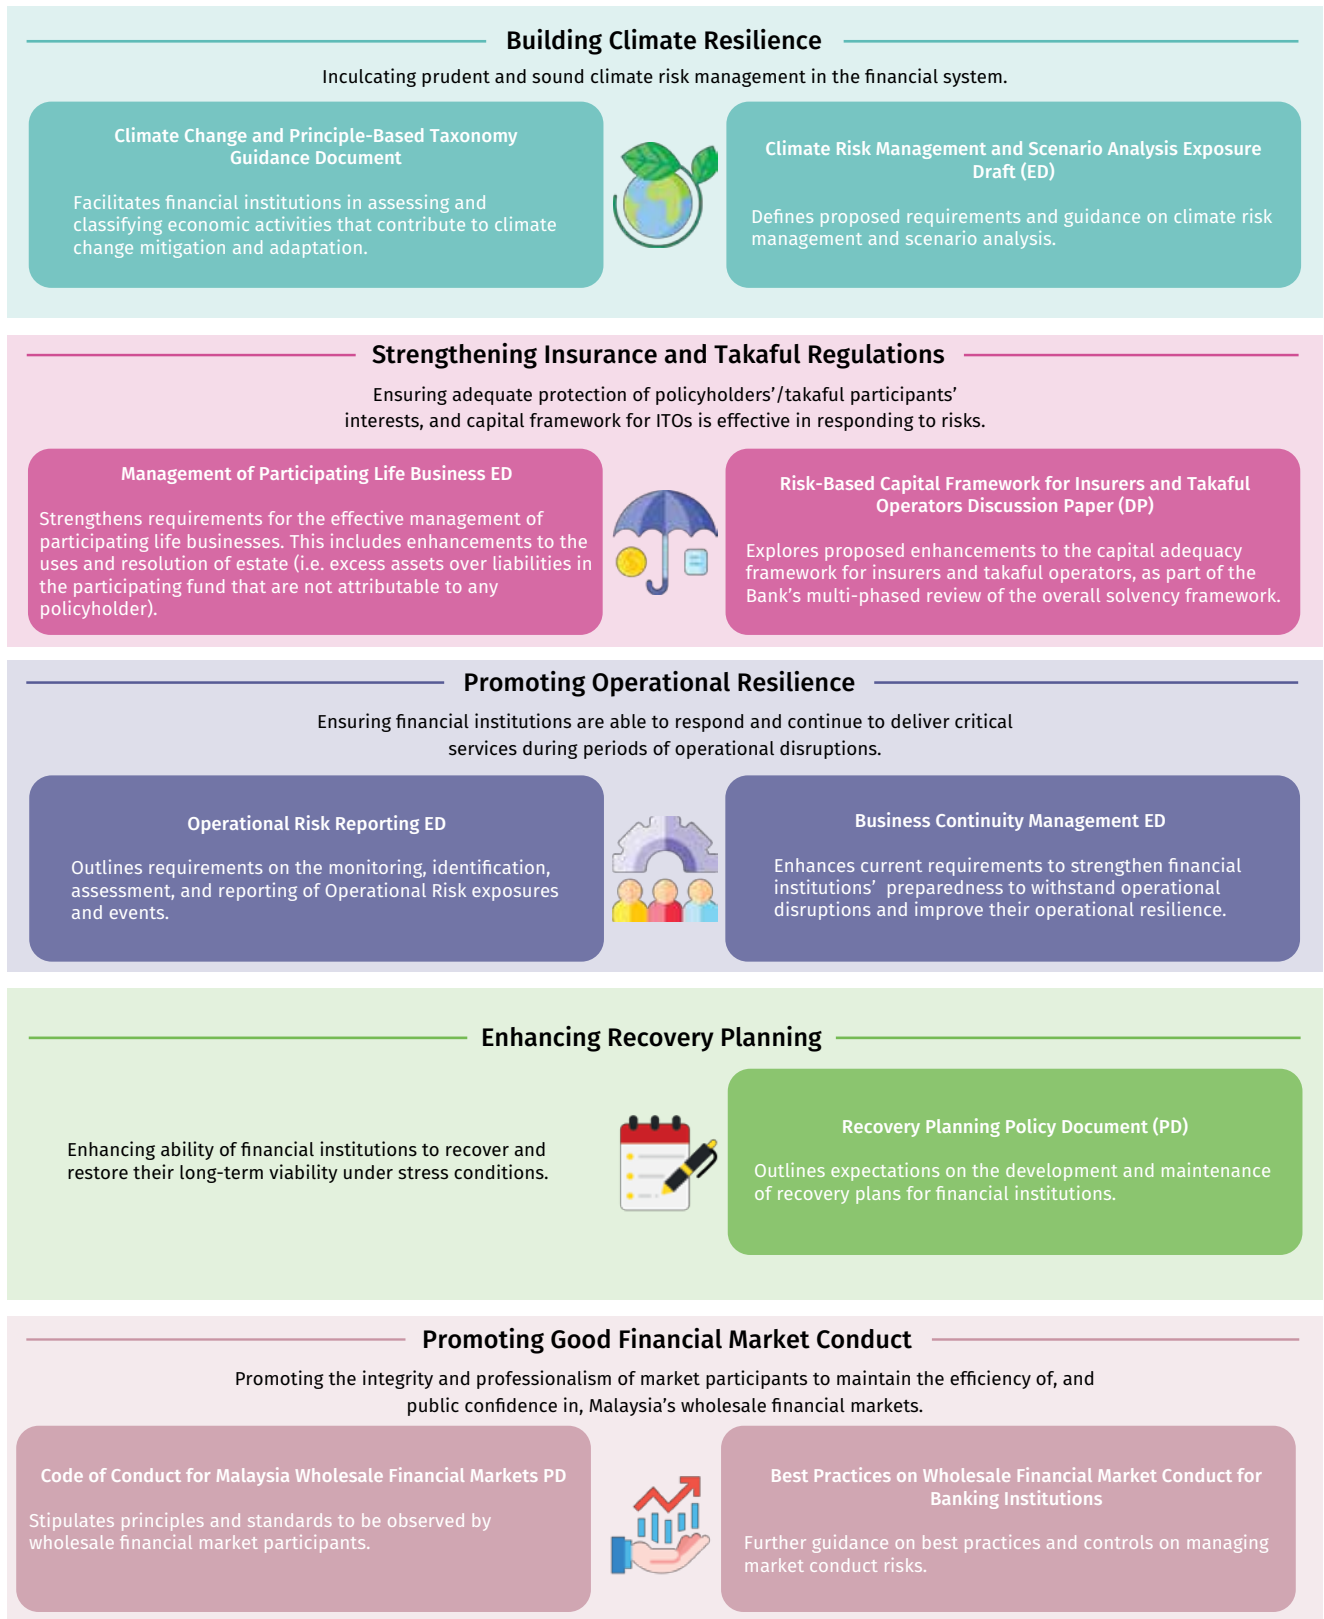 Building Climate Resilience
Inculcating prudent and sound climate risk management in the financial system.
Climate Change and Principle-Based Taxonomy
Guidance Document
Facilitates financial institutions in assessing and
classifying economic activities that contribute to climate
change mitigation and adaptation.
Climate Risk Management and Scenario Analysis Exposure
Draft (ED)
Defines proposed requirements and guidance on climate risk
management and scenario analysis.
Strengthening Insurance and Takaful Regulations
Ensuring adequate protection of policyholders’/takaful participants’
interests, and capital framework for ITOs is effective in responding to risks.
Management of Participating Life Business ED
Strengthens requirements for the effective management of
participating life businesses. This includes enhancements to the
uses and resolution of estate (i.e. excess assets over liabilities in
the participating fund that are not attributable to any
policyholder).
Risk-Based Capital Framework for Insurers and Takaful
Operators Discussion Paper (DP)
Explores proposed enhancements to the capital adequacy
framework for insurers and takaful operators, as part of the
Bank’s multi-phased review of the overall solvency framework.
Promoting Operational Resilience
Ensuring financial institutions are able to respond and continue to deliver critical
services during periods of operational disruptions.
Operational Risk Reporting ED
Outlines requirements on the monitoring, identification,
assessment, and reporting of Operational Risk exposures
and events.
Business Continuity Management ED
Enhances current requirements to strengthen financial
institutions’ preparedness to withstand operational
disruptions and improve their operational resilience.
Enhancing Recovery Planning
Enhancing ability of financial institutions to recover and
restore their long-term viability under stress conditions.
Recovery Planning Policy Document (PD)
Outlines expectations on the development and maintenance
of recovery plans for financial institutions.
Promoting Good Financial Market Conduct
Promoting the integrity and professionalism of market participants to maintain the efficiency of, and
public confidence in, Malaysia’s wholesale financial markets.
Code of Conduct for Malaysia Wholesale Financial Markets PD
Stipulates principles and standards to be observed by
wholesale financial market participants.
Best Practices on Wholesale Financial Market Conduct for
Banking Institutions
Further guidance on best practices and controls on managing
market conduct risks.